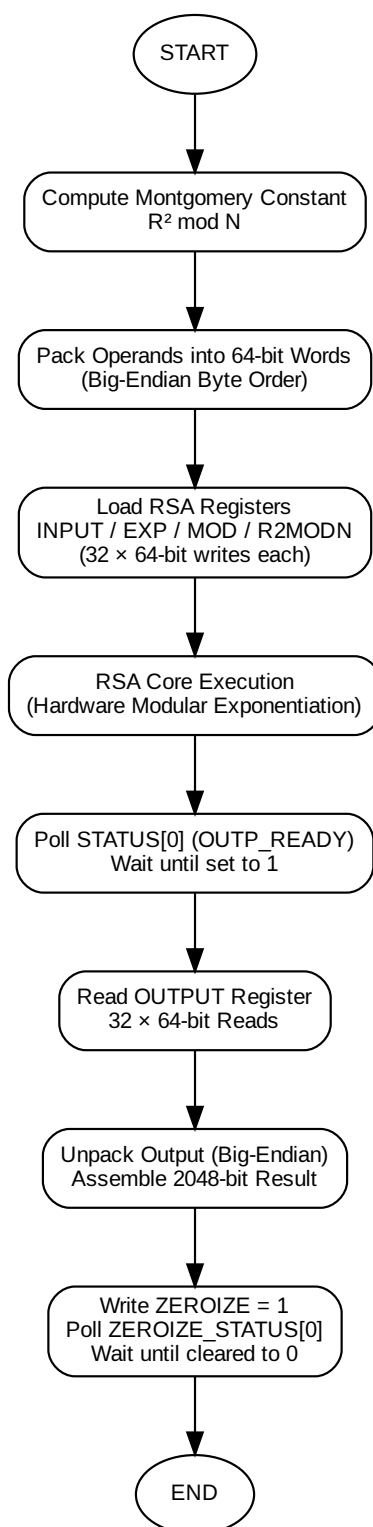 START
Compute Montgomery Constant
R² mod N
Pack Operands into 64-bit Words
(Big-Endian Byte Order)
Load RSA Registers
INPUT / EXP / MOD / R2MODN
(32 × 64-bit writes each)
RSA Core Execution
(Hardware Modular Exponentiation)
Poll STATUS[0] (OUTP_READY)
Wait until set to 1
Read OUTPUT Register
32 × 64-bit Reads
Unpack Output (Big-Endian)
Assemble 2048-bit Result
Write ZEROIZE = 1
Poll ZEROIZE_STATUS[0]
Wait until cleared to 0
END